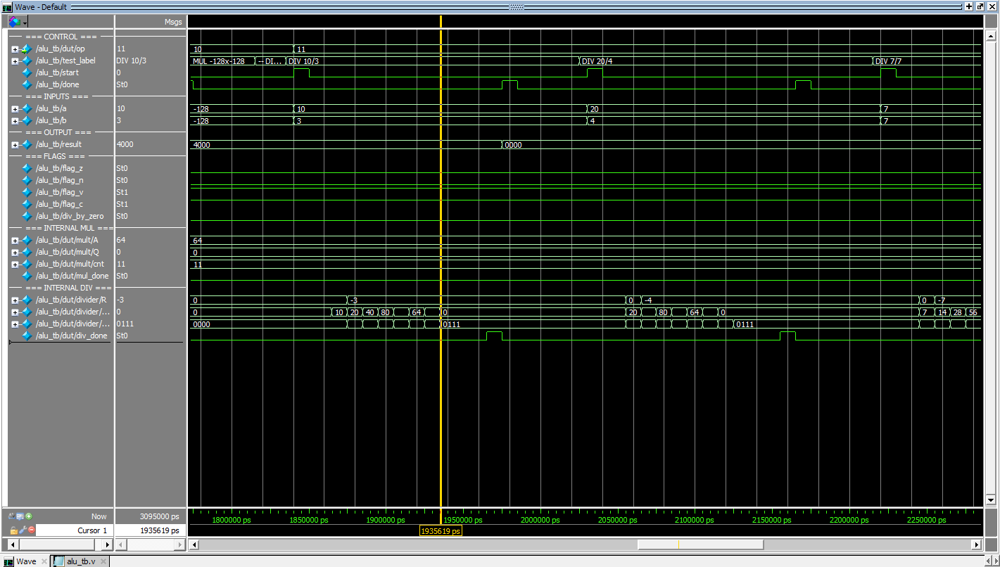 Wave - Default
Msgs
=== CONTROL ===
/alu_tb/dut/op 11 10 11
/alu_tb/test_label DIV 10/3 MUL -128x-128 -- DI... DIV 10/3 DIV 20/4 DIV 7/7
/alu_tb/start 0
/alu_tb/done St0
=== INPUTS ===
/alu_tb/a 10 -128 10 20 7
/alu_tb/b 3 -128 3 4 7
=== OUTPUT ===
/alu_tb/result 4000 4000 0000
=== FLAGS ===
/alu_tb/flag_z St0
/alu_tb/flag_n St0
/alu_tb/flag_v St1
/alu_tb/flag_c St1
/alu_tb/div_by_zero St0
=== INTERNAL MUL ===
/alu_tb/dut/mult/A 64 64
/alu_tb/dut/mult/Q 0 0
/alu_tb/dut/mult/cnt 11 11
/alu_tb/dut/mul_done St0
=== INTERNAL DIV ===
/alu_tb/dut/divider/R -3 0 -3 0 -4 0 -7
/alu_tb/dut/divider/... 0 0 10 20 40 80 64 0 20 80 64 0 7 14 28 56
/alu_tb/dut/divider/... 0111 0000 0111 0111
/alu_tb/dut/div_done St0
Now 3095000 ps 1800000 ps 1850000 ps 1900000 ps 1950000 ps 2000000 ps 2050000 ps 2100000 ps 2150000 ps 2200000 ps 2250000 ps
Cursor 1 1935619 ps 1935619 ps
Wave alu_tb.v